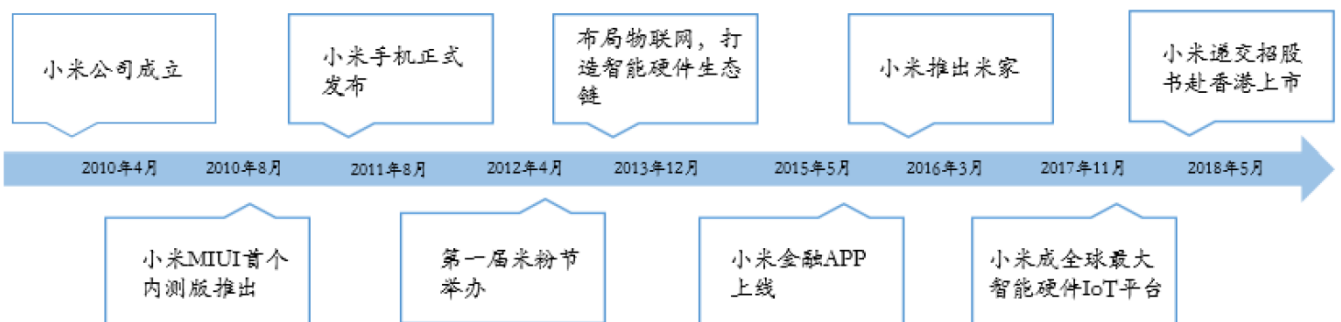 小米公司成立
小米手机正式
发布
布局物联网，打
造智能硬件生态
链
小米推出米家
小米递交招股
书赴香港上市
2010年4月
2010年8月
2011年8月
2012年4月
2013年12月
2015年5月
2016年3月
2017年11月
2018年5月
小米MIUI首个
内测版推出
第一届米粉节
举办
小米金融APP
上线
小米成全球最大
智能硬件IoT平台